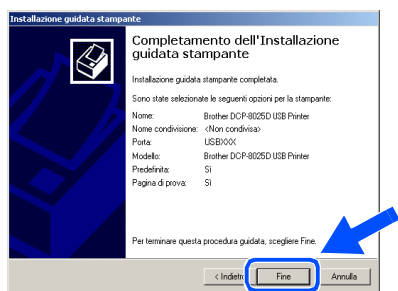 Installazione guidata stampante
Completamento dell'Installazione
guidata stampante
Installazione guidata stampante completata.
Sono state selezionate le seguenti opzioni per la stampante:
Nome: Brother DCP-8025D USB Printer
Nome condivisione: <Non condivisa>
Porta: USBXXX
Modello: Brother DCP-8025D USB Printer
Predefinita: Sì
Pagina di prova: Sì
Per terminare questa procedura guidata, scegliere Fine.
< Indietro Fine Annulla